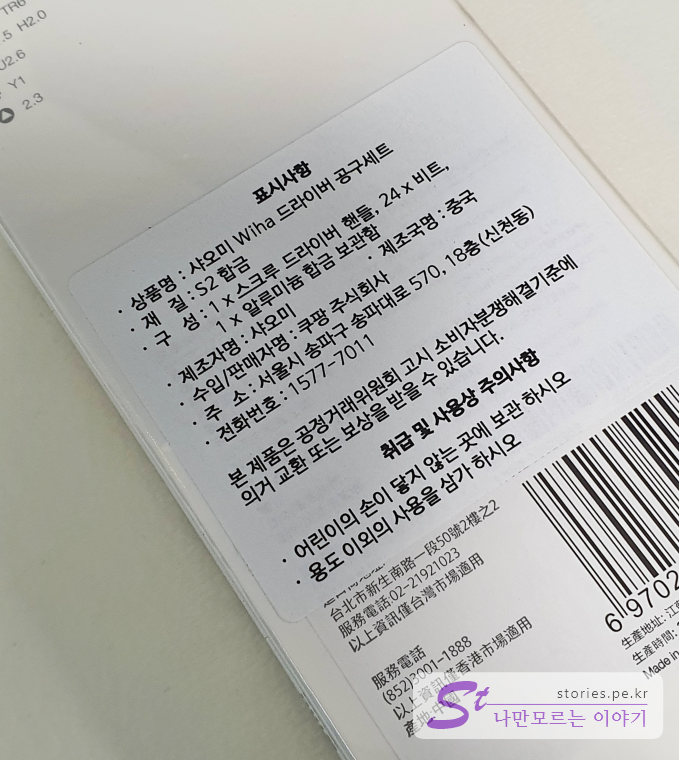 TR6
.5 H2.0
U2.6
Y1
2.3
표시사항
· 상품명 : 샤오미 Wiha 드라이버 공구세트
· 재 질 : S2 합금
· 구 성 : 1 x 스크루 드라이버 핸들, 24 x 비트,
1 x 알루미늄 합금 보관함
· 제조자명 : 샤오미 · 제조국명 : 중국
· 수입/판매자명 : 쿠팡 주식회사
· 주 소 : 서울시 송파구 송파대로 570, 18층 (신천동)
· 전화번호 : 1577-7011
본 제품은 공정거래위원회 고시 소비자분쟁해결기준에
의거 교환 또는 보상을 받을 수 있습니다.
취급 및 사용상 주의사항
· 어린이의 손이 닿지 않는 곳에 보관 하시오
· 용도 이외의 사용을 삼가 하시오
台北市新生南路一段50號2樓之2
服務電話:02-21921023
以上資訊僅台灣市場適用
服務電話
(852)3001-1888
以上資訊僅香港市場適用
產地:中國
6 9702
生產地址: 江
生產時間:
Made in
St
stories.pe.kr
나만모르는 이야기